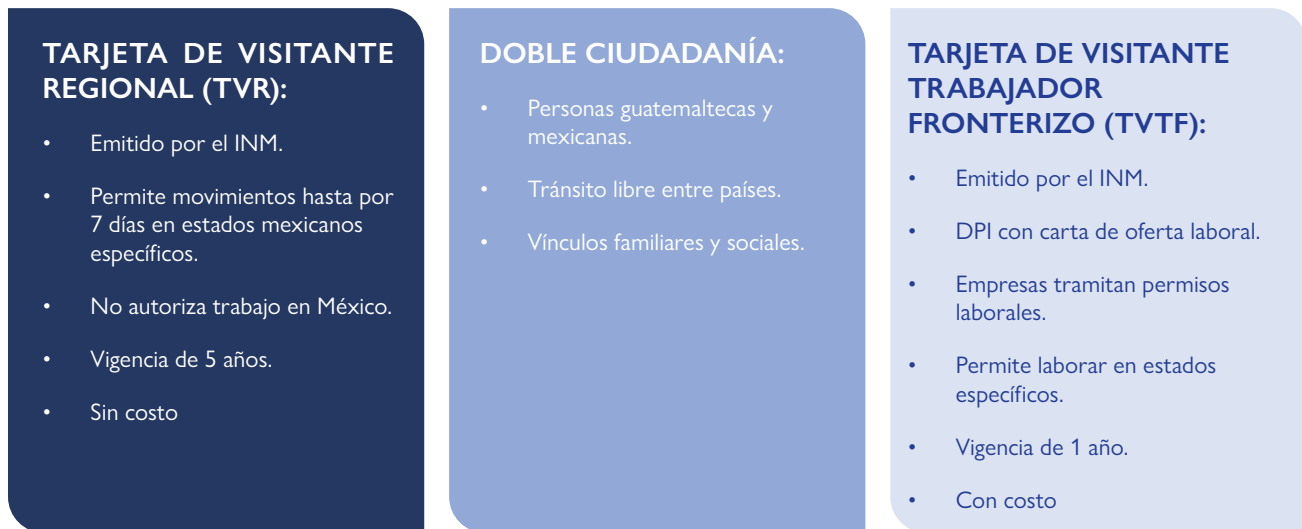 TARJETA DE VISITANTE
REGIONAL (TVR):
• Emitido por el INM.
• Permite movimientos hasta por
7 días en estados mexicanos
específicos.
• No autoriza trabajo en México.
• Vigencia de 5 años.
• Sin costo
DOBLE CIUDADANÍA:
• Personas guatemaltecas y
mexicanas.
• Tránsito libre entre países.
• Vínculos familiares y sociales.
TARJETA DE VISITANTE
TRABAJADOR
FRONTERIZO (TVTF):
• Emitido por el INM.
• DPI con carta de oferta laboral.
• Empresas tramitan permisos
laborales.
• Permite laborar en estados
específicos.
• Vigencia de 1 año.
• Con costo